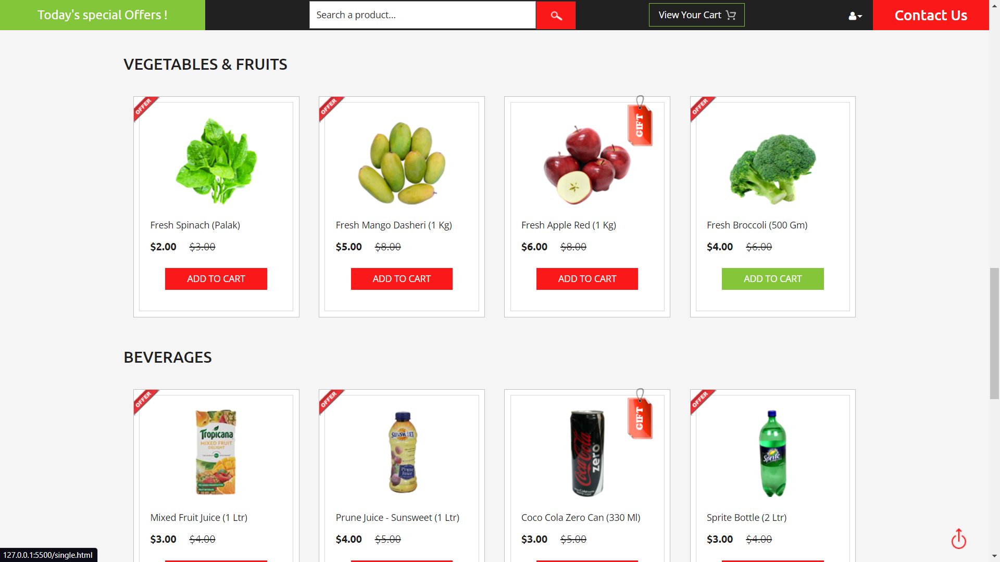 Today's special Offers !
Search a product...
View Your Cart
Contact Us
VEGETABLES & FRUITS
OFFER
OFFER
GIFT
OFFER
Fresh Spinach (Palak)
Fresh Mango Dasheri (1 Kg)
Fresh Apple Red (1 Kg)
Fresh Broccoli (500 Gm)
$2.00 $3.00
$5.00 $8.00
$6.00 $8.00
$4.00 $6.00
ADD TO CART
ADD TO CART
ADD TO CART
ADD TO CART
BEVERAGES
OFFER
OFFER
GIFT
OFFER
Tropicana
MIXED FRUIT
DELIGHT
SUNSWEET
Prune
Juice
Coca-Cola
zero
Sprite
Mixed Fruit Juice (1 Ltr)
Prune Juice - Sunsweet (1 Ltr)
Coco Cola Zero Can (330 Ml)
Sprite Bottle (2 Ltr)
$3.00 $4.00
$4.00 $5.00
$3.00 $5.00
$3.00 $4.00
127.0.0.1:5500/single.html